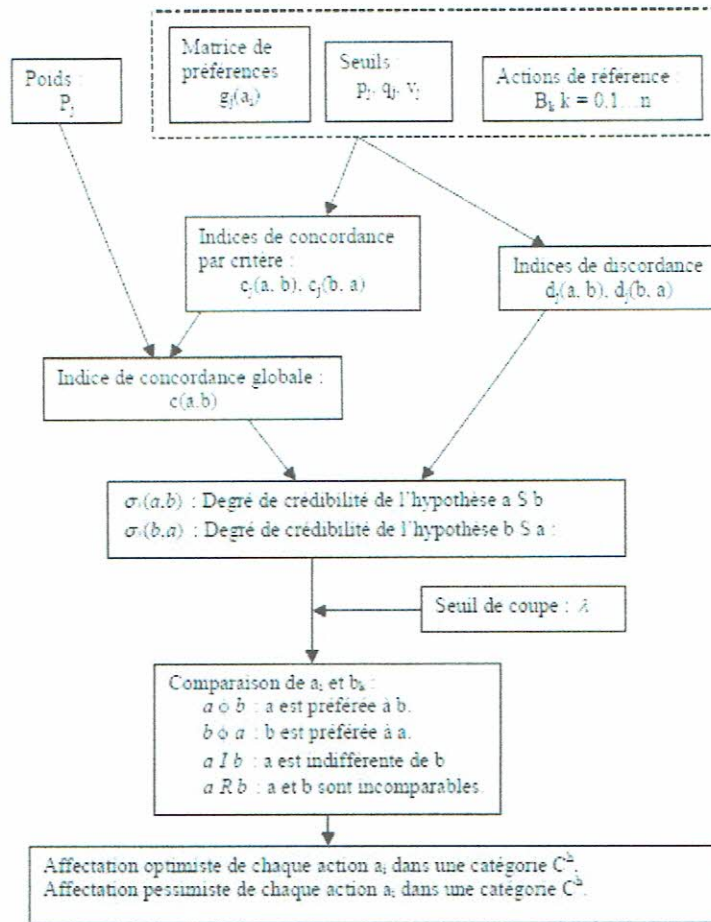 Poids :
Pj
Matrice de
préférences
gj(ai)
Seuils :
pj, qj, vj
Actions de référence :
Bk k = 0.1…n
Indices de concordance
par critère :
cj(a, b), cj(b, a)
Indices de discordance
dj(a, b), dj(b, a)
Indice de concordance globale :
c(a.b)
σ(a.b) : Degré de crédibilité de l'hypothèse a S b
σ(b.a) : Degré de crédibilité de l'hypothèse b S a :
Seuil de coupe : λ
Comparaison de ai et bk :
a ϕ b : a est préférée à b.
b ϕ a : b est préférée à a.
a I b : a est indifférente de b
a R b : a et b sont incomparables.
Affectation optimiste de chaque action ai dans une catégorie Ch.
Affectation pessimiste de chaque action ai dans une catégorie Ch.